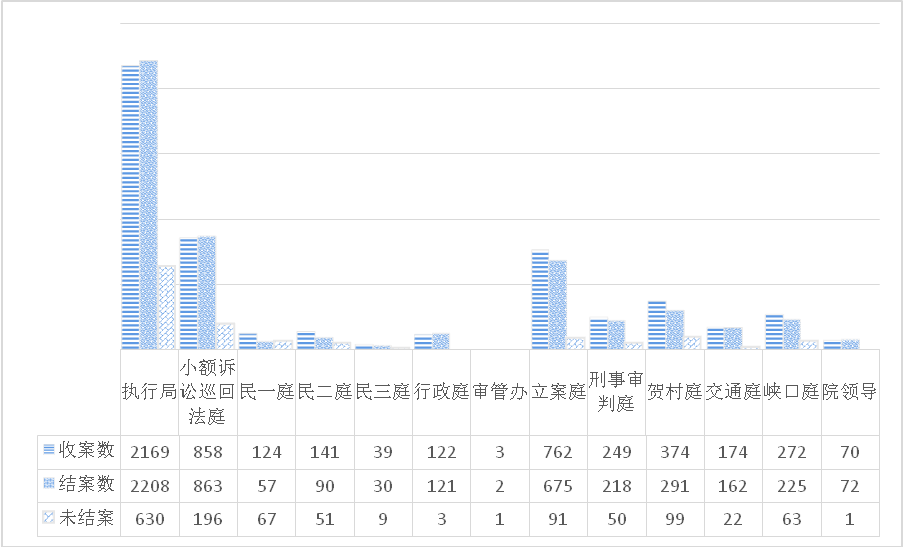 执行局 小额诉讼巡回法庭 民一庭 民二庭 民三庭 行政庭 审管办 立案庭 刑事审判庭 贺村庭 交通庭 峡口庭 院领导
收案数 2169 858 124 141 39 122 3 762 249 374 174 272 70
结案数 2208 863 57 90 30 121 2 675 218 291 162 225 72
未结案 630 196 67 51 9 3 1 91 50 99 22 63 1